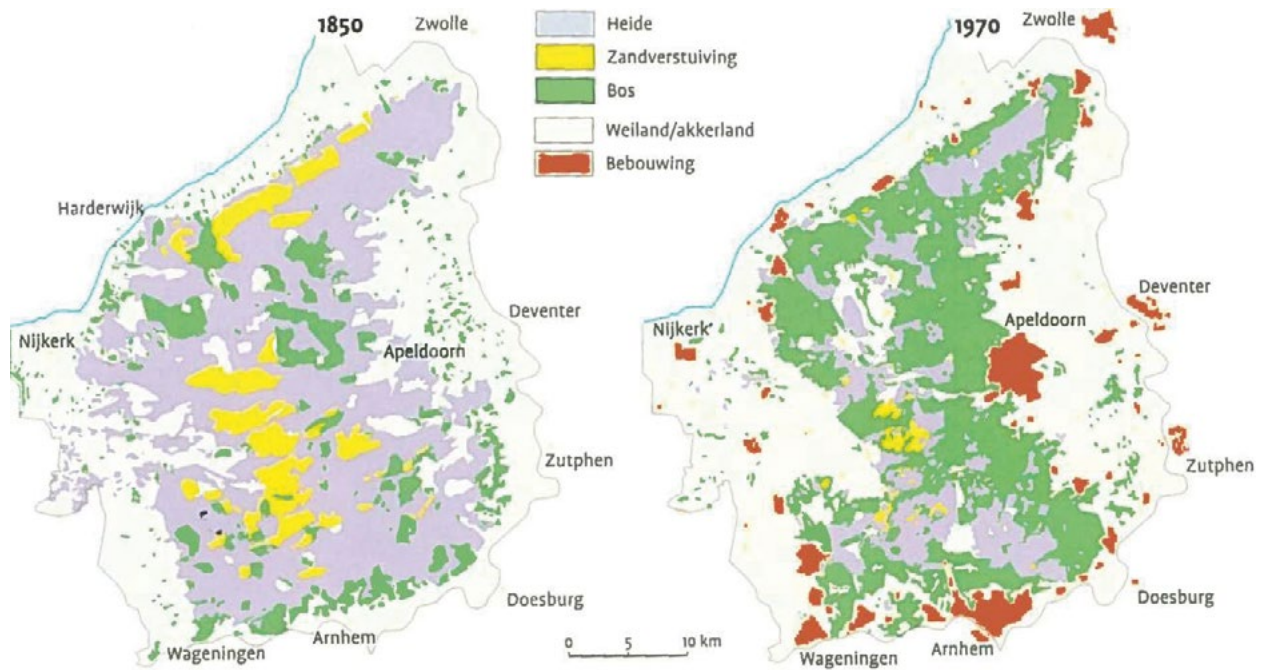 1850
Zwolle
Harderwijk
Nijkerk
Deventer
Apeldoorn
Zutphen
Doesburg
Arnhem
Wageningen
Heide
Zandverstuiving
Bos
Weiland/akkerland
Bebouwing
0 5 10 km
1970
Zwolle
Deventer
Nijkerk
Apeldoorn
Zutphen
Doesburg
Arnhem
Wageningen